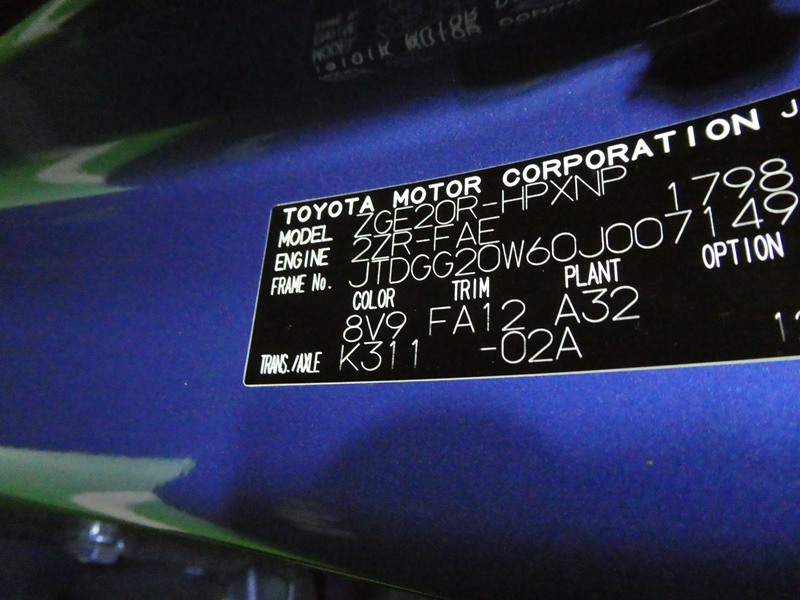 TOYOTA MOTOR CORPORATION J
MODEL ZGE20R-HPXNP
ENGINE 2ZR-FAE 1798
FRAME No. JTDGG20W60J007149
COLOR TRIM PLANT OPTION
8V9 FA12 A32
TRANS./AXLE K311 -02A